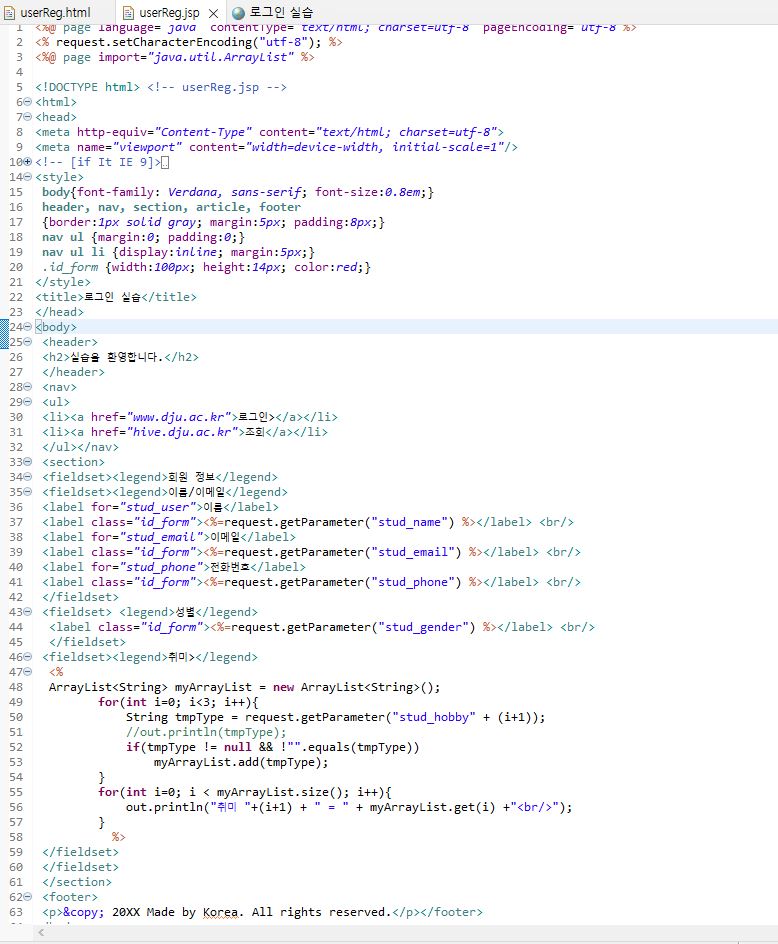 userReg.html userReg.jsp 로그인 실습
1 <%@ page language="java" contentType="text/html; charset=utf-8" pageEncoding="utf-8" %>
2 <% request.setCharacterEncoding("utf-8"); %>
3 <%@ page import="java.util.ArrayList" %>
4
5 <!DOCTYPE html> <!-- userReg.jsp -->
6 <html>
7 <head>
8 <meta http-equiv="Content-Type" content="text/html; charset=utf-8">
9 <meta name="viewport" content="width=device-width, initial-scale=1"/>
10 <!-- [if It IE 9]>
14 <style>
15 body{font-family: Verdana, sans-serif; font-size:0.8em;}
16 header, nav, section, article, footer
17 {border:1px solid gray; margin:5px; padding:8px;}
18 nav ul {margin:0; padding:0;}
19 nav ul li {display:inline; margin:5px;}
20 .id_form {width:100px; height:14px; color:red;}
21 </style>
22 <title>로그인 실습</title>
23 </head>
24 <body>
25 <header>
26 <h2>실습을 환영합니다.</h2>
27 </header>
28 <nav>
29 <ul>
30 <li><a href="www.dju.ac.kr">로그인></a></li>
31 <li><a href="hive.dju.ac.kr">조회</a></li>
32 </ul></nav>
33 <section>
34 <fieldset><legend>회원 정보</legend>
35 <fieldset><legend>이름/이메일</legend>
36 <label for="stud_user">이름</label>
37 <label class="id_form"><%=request.getParameter("stud_name") %></label> <br/>
38 <label for="stud_email">이메일</label>
39 <label class="id_form"><%=request.getParameter("stud_email") %></label> <br/>
40 <label for="stud_phone">전화번호</label>
41 <label class="id_form"><%=request.getParameter("stud_phone") %></label> <br/>
42 </fieldset>
43 <fieldset> <legend>성별</legend>
44 <label class="id_form"><%=request.getParameter("stud_gender") %></label> <br/>
45 </fieldset>
46 <fieldset><legend>취미></legend>
47 <%
48 ArrayList<String> myArrayList = new ArrayList<String>();
49 for(int i=0; i<3; i++){
50 String tmpType = request.getParameter("stud_hobby" + (i+1));
51 //out.println(tmpType);
52 if(tmpType != null && !"".equals(tmpType))
53 myArrayList.add(tmpType);
54 }
55 for(int i=0; i < myArrayList.size(); i++){
56 out.println("취미 "+(i+1) + " = " + myArrayList.get(i) +"<br/>");
57 }
58 %>
59 </fieldset>
60 </fieldset>
61 </section>
62 <footer>
63 <p>&copy; 20XX Made by Korea. All rights reserved.</p></footer>